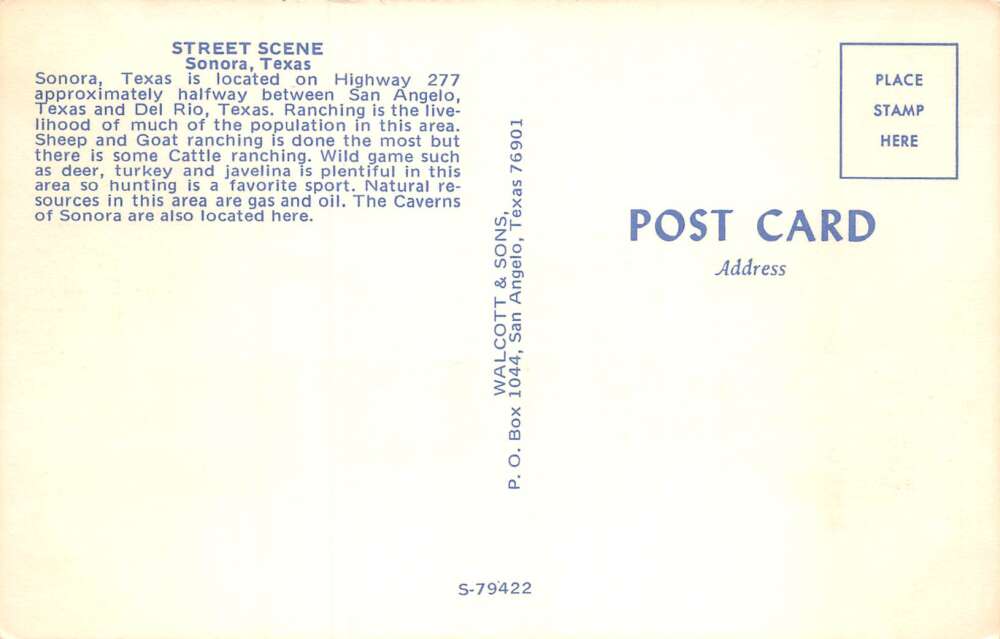 STREET SCENE
Sonora, Texas
Sonora, Texas is located on Highway 277
approximately halfway between San Angelo,
Texas and Del Rio, Texas. Ranching is the live-
lihood of much of the population in this area.
Sheep and Goat ranching is done the most but
there is some Cattle ranching. Wild game such
as deer, turkey and javelina is plentiful in this
area so hunting is a favorite sport. Natural re-
sources in this area are gas and oil. The Caverns
of Sonora are also located here.
WALCOTT & SONS,
P. O. Box 1044, San Angelo, Texas 76901
PLACE
STAMP
HERE
POST CARD
Address
S-79422